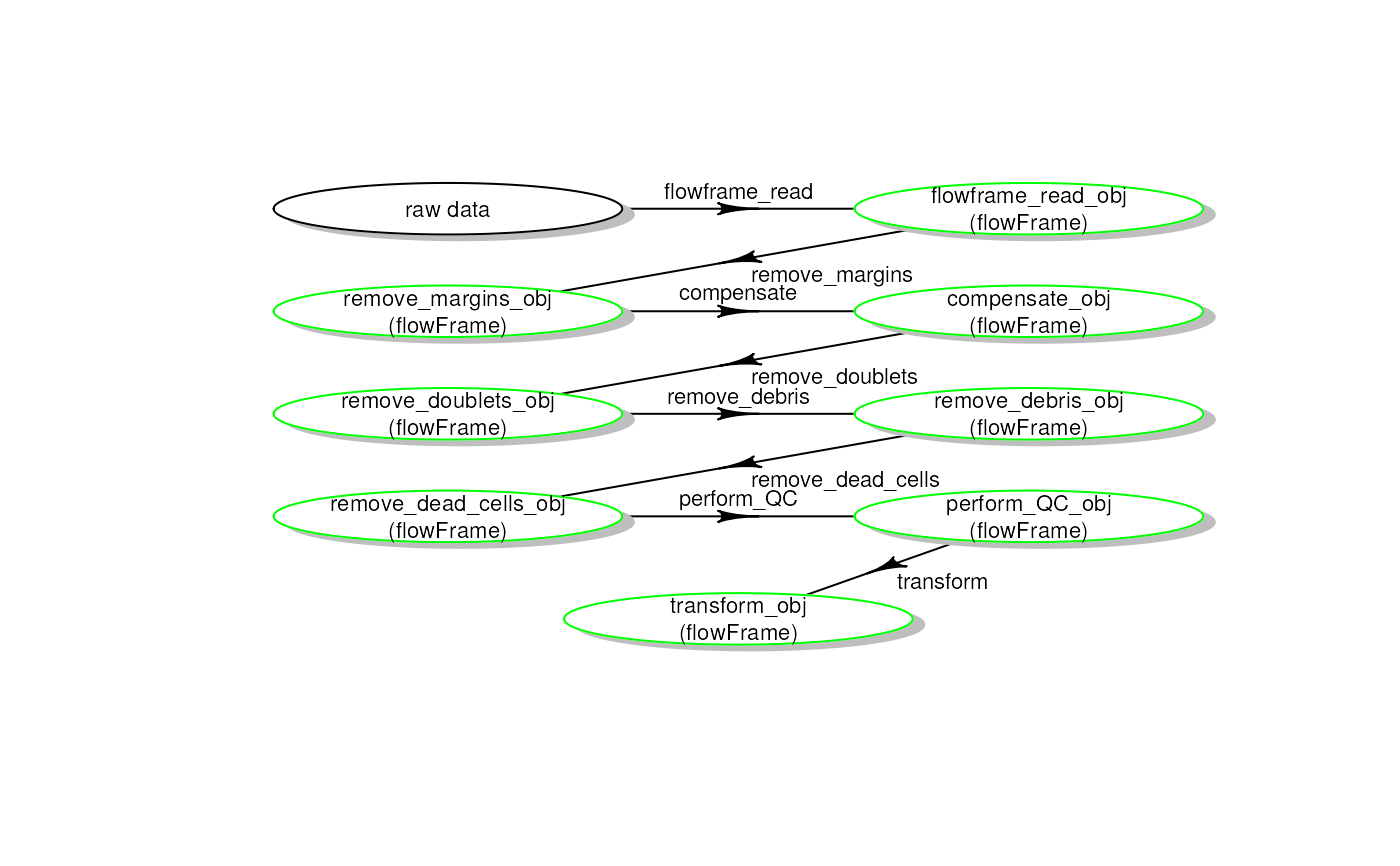 raw data
flowframe_read
flowframe_read_obj
(flowFrame)
remove_margins
remove_margins_obj
(flowFrame)
compensate
compensate_obj
(flowFrame)
remove_doublets
remove_doublets_obj
(flowFrame)
remove_debris
remove_debris_obj
(flowFrame)
remove_dead_cells
remove_dead_cells_obj
(flowFrame)
perform_QC
perform_QC_obj
(flowFrame)
transform
transform_obj
(flowFrame)